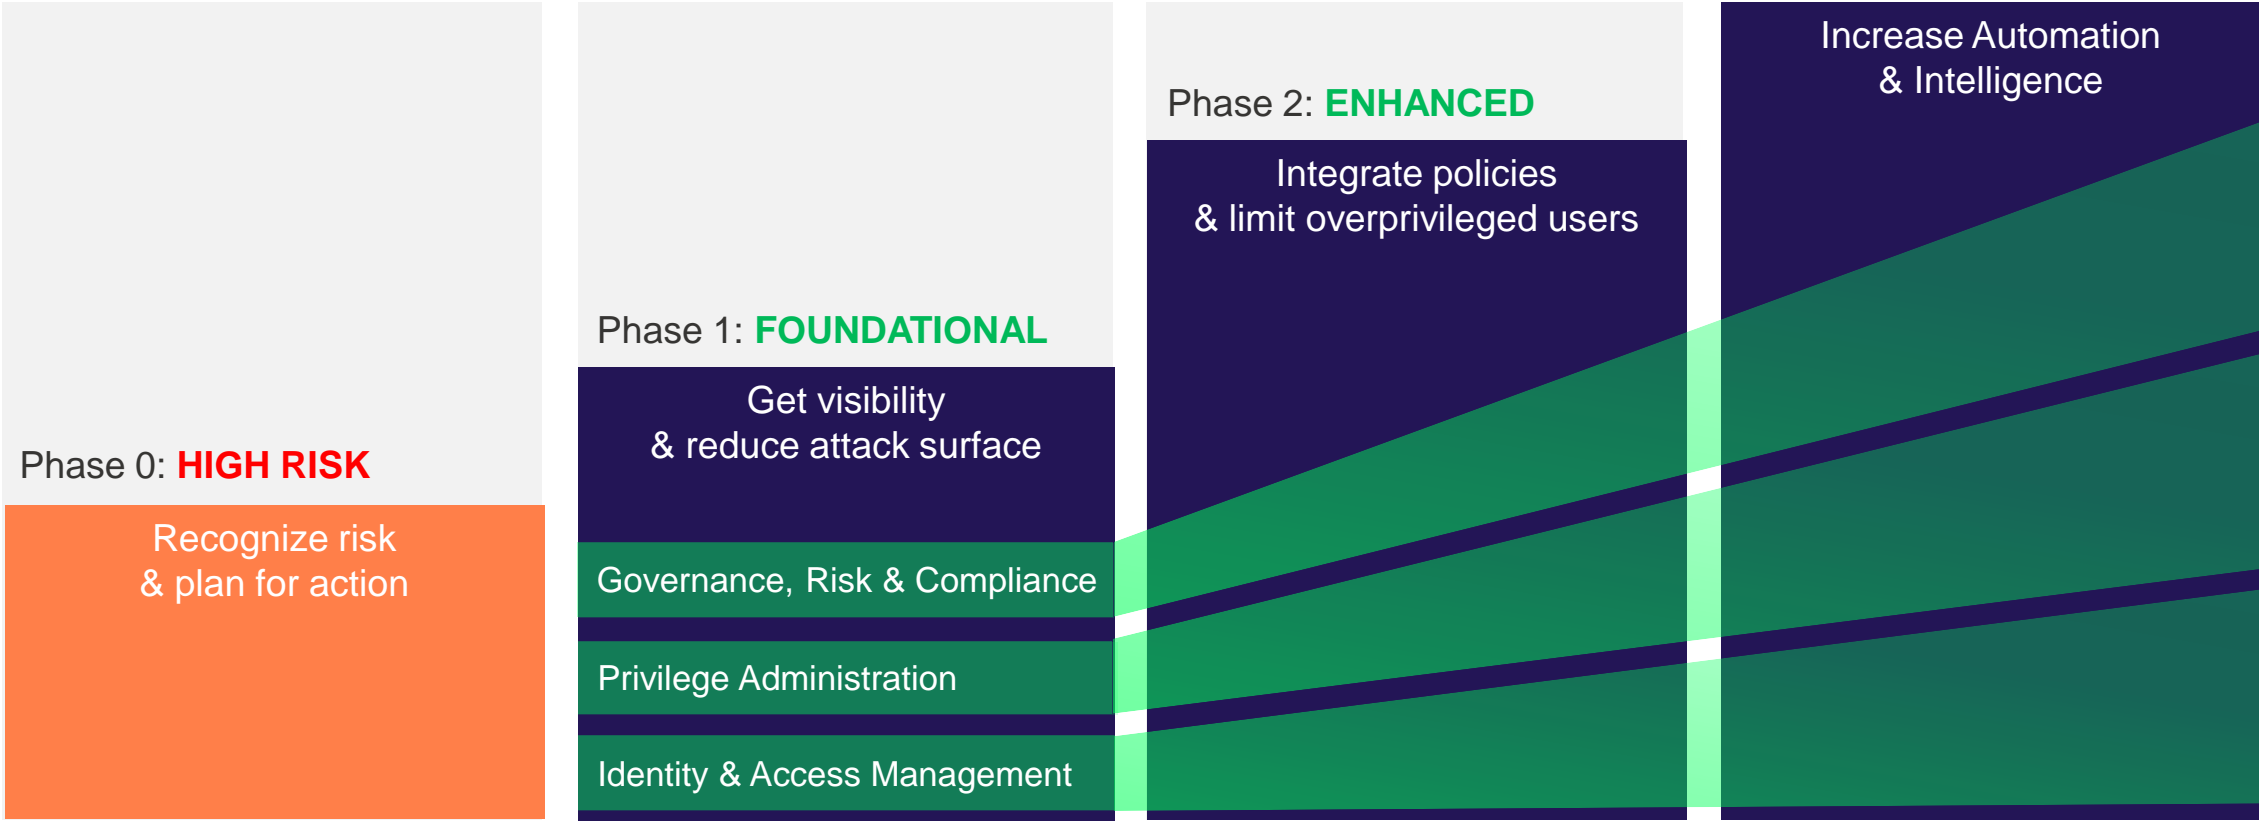 Phase 0: HIGH RISK
Recognize risk
& plan for action
Phase 1: FOUNDATIONAL
Get visibility
& reduce attack surface
Governance, Risk & Compliance
Privilege Administration
Identity & Access Management
Phase 2: ENHANCED
Integrate policies
& limit overprivileged users
Increase Automation
& Intelligence